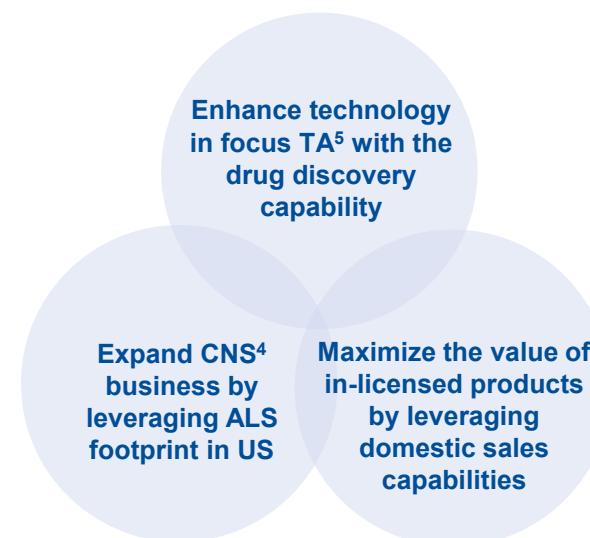 Enhance technology
in focus TA⁵ with the
drug discovery
capability
Expand CNS⁴
business by
leveraging ALS
footprint in US
Maximize the value of
in-licensed products
by leveraging
domestic sales
capabilities